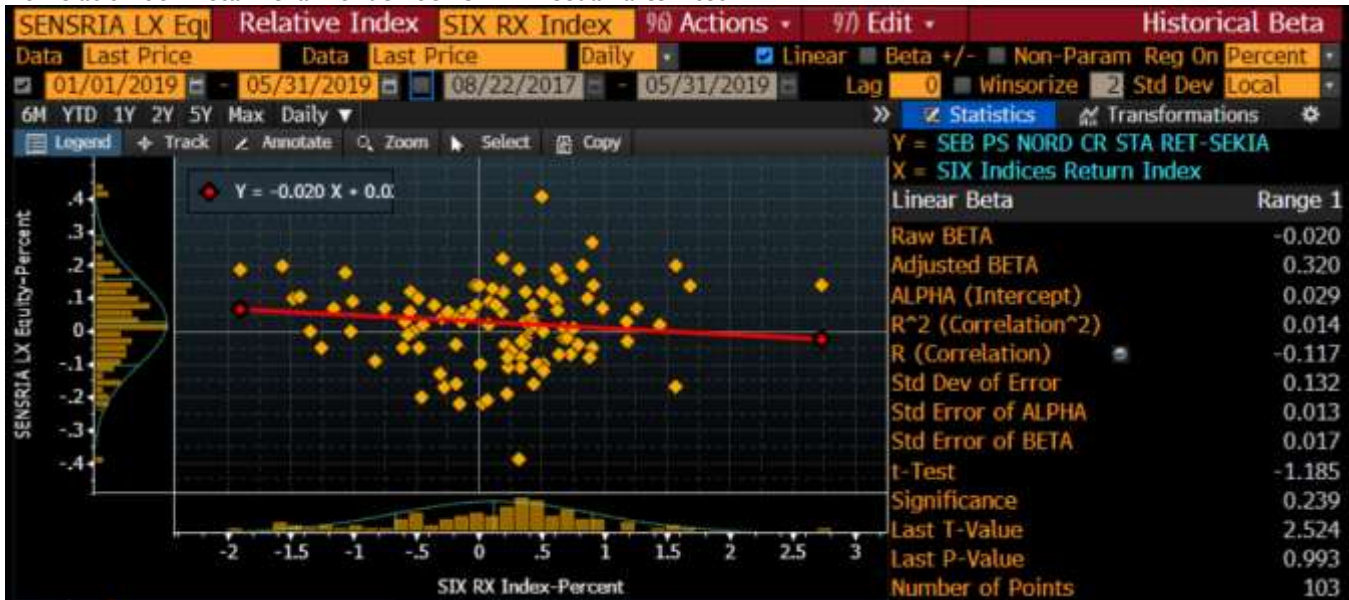 SENSRIA LX Equi Relative Index SIX RX Index 96) Actions 97) Edit Historical Beta
Data Last Price Data Last Price Daily Linear Beta +/- Non-Param Reg On Percent
01/01/2019 - 05/31/2019 08/22/2017 - 05/31/2019 Lag 0 Winsorize 2 Std Dev Local
6M YTD 1Y 2Y 5Y Max Daily ▼ » Statistics Transformations
Legend Track Annotate Zoom Select Copy
Y = SEB PS NORD CR STA RET-SEKIA
X = SIX Indices Return Index
Y = -0.020 X + 0.0
Linear Beta Range 1
Raw BETA -0.020
Adjusted BETA 0.320
ALPHA (Intercept) 0.029
R^2 (Correlation^2) 0.014
R (Correlation) -0.117
Std Dev of Error 0.132
Std Error of ALPHA 0.013
Std Error of BETA 0.017
t-Test -1.185
Significance 0.239
Last T-Value 2.524
Last P-Value 0.993
Number of Points 103
SENSRIA LX Equity-Percent
.4
.3
.2
.1
0
-.1
-.2
-.3
-.4
-2 -1.5 -1 -.5 0 .5 1 1.5 2 2.5 3
SIX RX Index-Percent